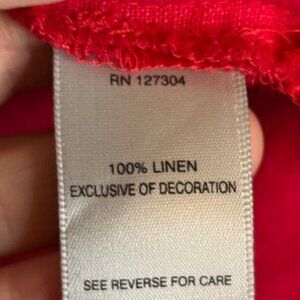 RN 127304
100% LINEN
EXCLUSIVE OF DECORATION
SEE REVERSE FOR CARE